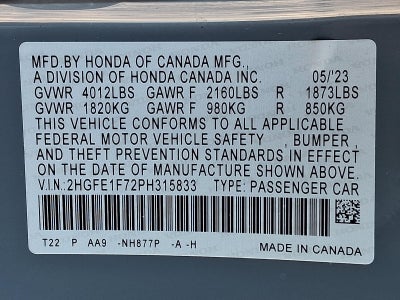 MFD.BY HONDA OF CANADA MFG.,
A DIVISION OF HONDA CANADA INC. 05/'23
GVWR 4012LBS GAWR F 2160LBS R 1873LBS
GVWR 1820KG GAWR F 980KG R 850KG
THIS VEHICLE CONFORMS TO ALL APPLICABLE
FEDERAL MOTOR VEHICLE SAFETY , BUMPER ,
AND THEFT PREVENTION STANDARDS IN EFFECT
ON THE DATE OF MANUFACTURE SHOWN ABOVE.
V.I.N.:2HGFE1F72PH315833 TYPE: PASSENGER CAR
T22 P AA9 -NH877P -A -H MADE IN CANADA